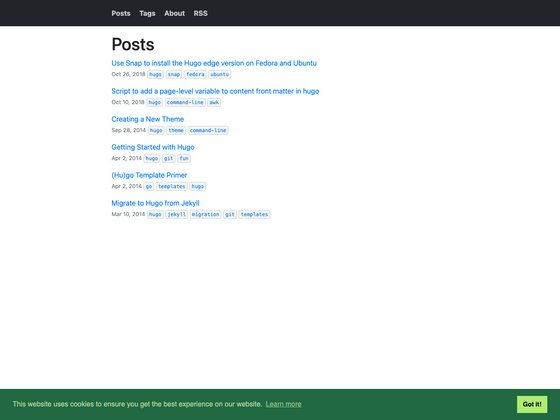 Posts Tags About RSS
Posts
Use Snap to install the Hugo edge version on Fedora and Ubuntu
Oct 26, 2018 hugo snap fedora ubuntu
Script to add a page-level variable to content front matter in hugo
Oct 10, 2018 hugo command-line awk
Creating a New Theme
Sep 28, 2014 hugo theme command-line
Getting Started with Hugo
Apr 2, 2014 hugo git fun
(Hu)go Template Primer
Apr 2, 2014 go templates hugo
Migrate to Hugo from Jekyll
Mar 10, 2014 hugo jekyll migration git templates
This website uses cookies to ensure you get the best experience on our website. Learn more Got it!